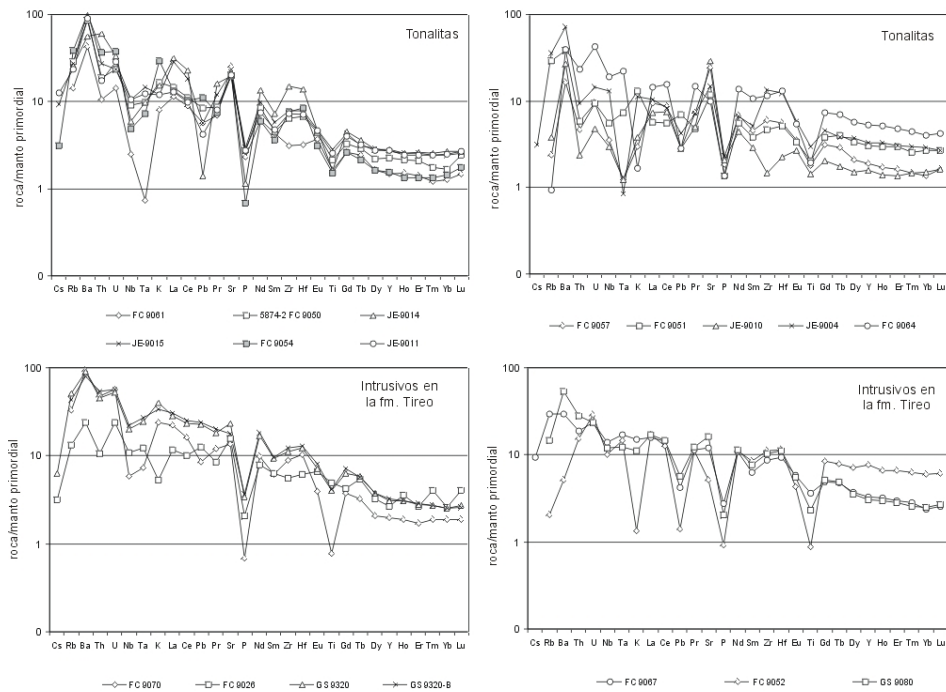 Tonalitas
roca/manto primordial
100
10
1
0
Cs Rb Ba Th U Nb Ta K La Ce Pb Pr Sr P Nd Sm Zr Hf Eu Ti Gd Tb Dy Y Ho Er Tm Yb Lu
FC 9061 5874-2 FC 9050 JE-9014
JE-9015 FC 9054 JE-9011
Tonalitas
roca/manto primordial
100
10
1
0
Cs Rb Ba Th U Nb Ta K La Ce Pb Pr Sr P Nd Sm Zr Hf Eu Ti Gd Tb Dy Y Ho Er Tm Yb Lu
FC 9057 FC 9051 JE-9010 JE-9004 FC 9064
Intrusivos en
la fm. Tireo
roca/manto primordial
100
10
1
0
Cs Rb Ba Th U Nb Ta K La Ce Pb Pr Sr P Nd Sm Zr Hf Eu Ti Gd Tb Dy Y Ho Er Tm Yb Lu
FC 9070 FC 9026 GS 9320 GS 9320-B
Intrusivos en
la fm. Tireo
roca/manto primordial
100
10
1
0
Cs Rb Ba Th U Nb Ta K La Ce Pb Pr Sr P Nd Sm Zr Hf Eu Ti Gd Tb Dy Y Ho Er Tm Yb Lu
FC 9067 FC 9052 GS 9080